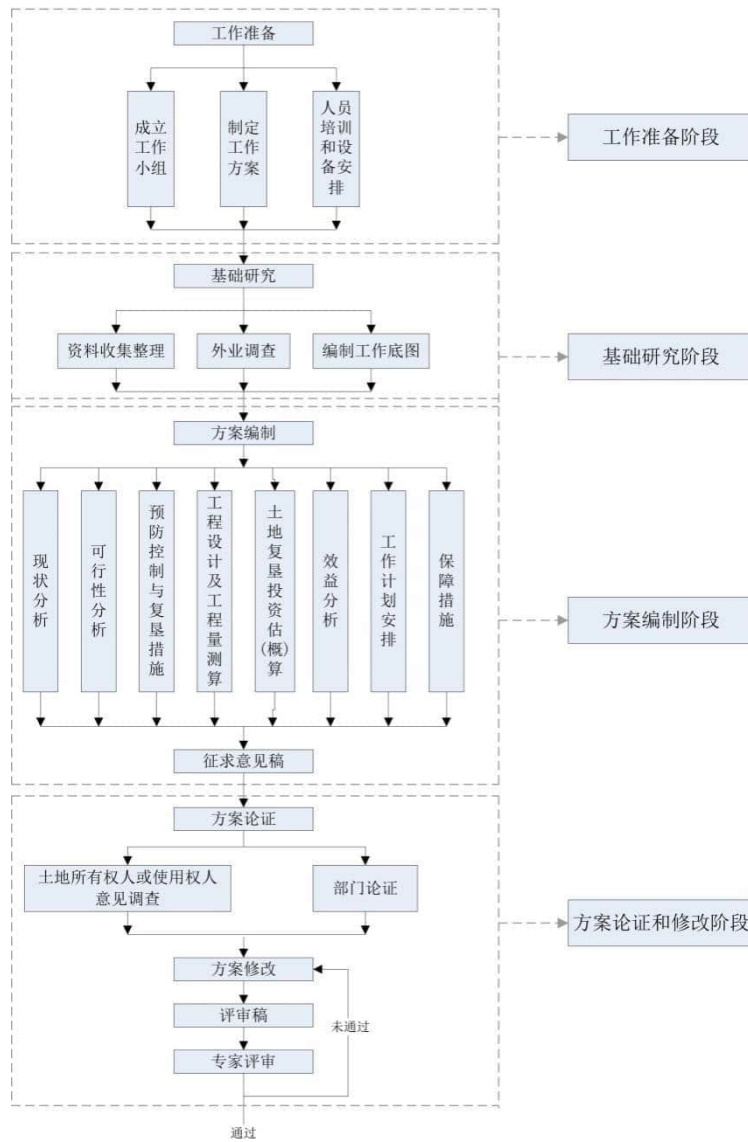 工作准备
成立
工作
小组
制定
工作
方案
人员
培训
和设
备安
排
工作准备阶段
基础研究
资料收集整理
外业调查
编制工作底图
基础研究阶段
方案编制
现状分析
可行性分析
预防控制与复垦措施
工程设计及工程量测算
土地复垦投资估(概)算
效益分析
工作计划安排
保障措施
方案编制阶段
征求意见稿
方案论证
土地所有权人或使用权人
意见调查
部门论证
方案论证和修改阶段
方案修改
评审稿
未通过
专家评审
通过